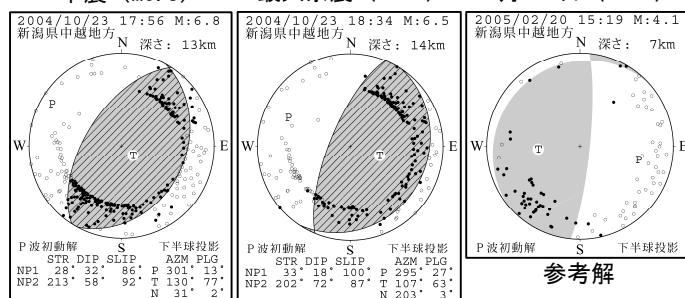 2004/10/23 17:56 M:6.8
新潟県中越地方
N
深さ: 13km
P
W
T
E
S
P波初動解 下半球投影
STR DIP SLIP AZM PLG
NP1 28° 32° 86° P 301° 13°
NP2 213° 58° 92° T 130° 77°
N 31° 2°
2004/10/23 18:34 M:6.5
新潟県中越地方
N
深さ: 14km
P
W
T
E
S
P波初動解 下半球投影
STR DIP SLIP AZM PLG
NP1 33° 18° 100° P 295° 27°
NP2 202° 72° 87° T 107° 63°
N 203° 3°
2005/02/20 15:19 M:4.1
新潟県中越地方
N
深さ: 7km
W
T
P
E
S
P波初動解 下半球投影
参考解